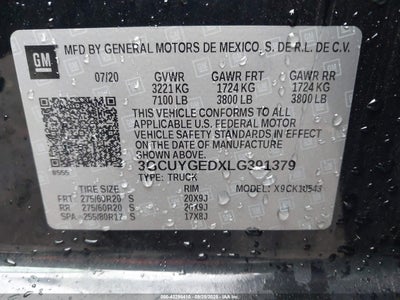 GM
MFD BY GENERAL MOTORS DE MEXICO, S. DE R.L. DE C.V.
07/20 GVWR GAWR FRT GAWR RR
3221 KG 1724 KG 1724 KG
7100 LB 3800 LB 3800 LB
THIS VEHICLE CONFORMS TO ALL APPLICABLE U.S. FEDERAL MOTOR
VEHICLE SAFETY AND THEFT PREVENTION STANDARDS IN EFFECT ON
THE DATE OF MANUFACTURE SHOWN ABOVE.
3GCUYGEDXLG391379
TYPE: TRUCK
TIRE SIZE RIM
FRT 275/60R20 S 20X9J
RR 275/60R20 S 20X9J
SPA 255/80R17 S 17X8J